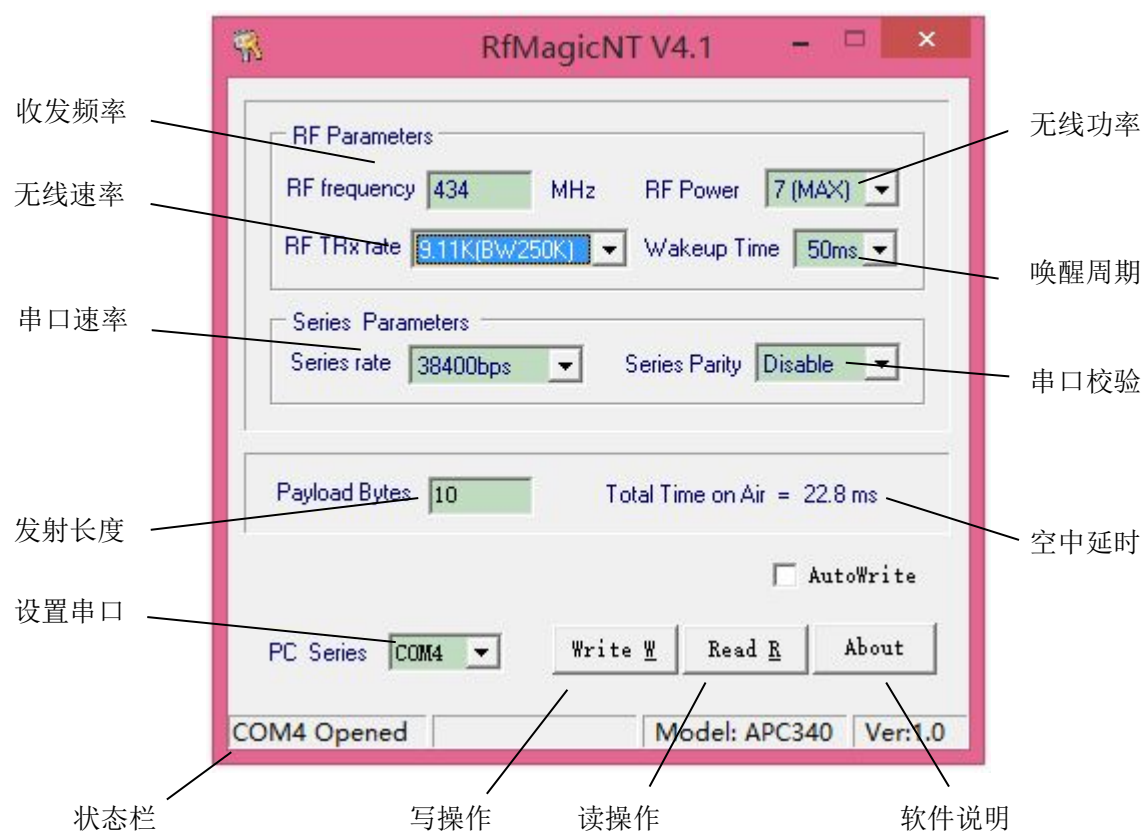 RfMagicNT V4.1
收发频率
RF Parameters
无线功率
RF frequency 434 MHz RF Power 7 (MAX)
无线速率
RF TRx rate 9.11K(BW250K) Wakeup Time 50ms
唤醒周期
串口速率
Series Parameters
Series rate 38400bps Series Parity Disable
串口校验
Payload Bytes 10 Total Time on Air = 22.8 ms
发射长度
空中延时
AutoWrite
设置串口
PC Series COM4 Write W Read R About
COM4 Opened Model: APC340 Ver:1.0
状态栏 写操作 读操作 软件说明